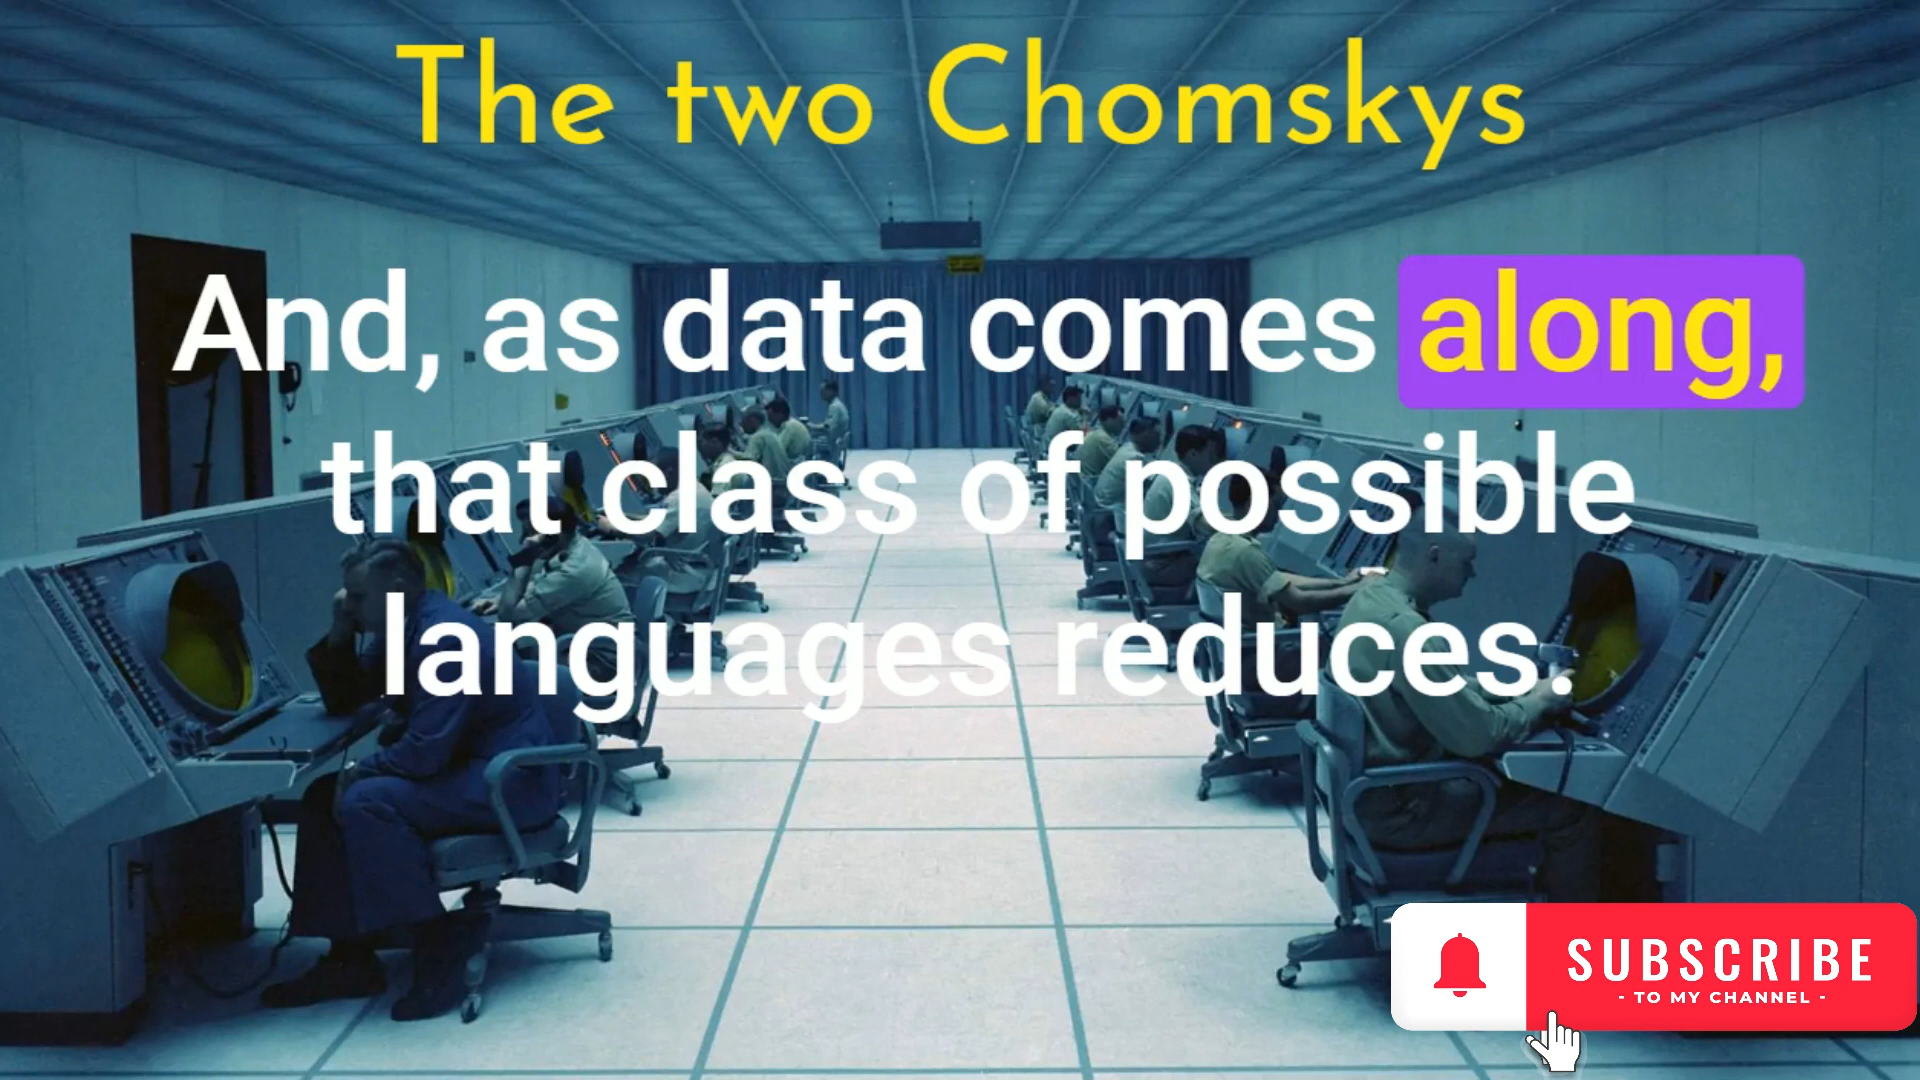 The two Chomskys
And, as data comes along,
that class of possible
languages reduces.
SUBSCRIBE
- TO MY CHANNEL -